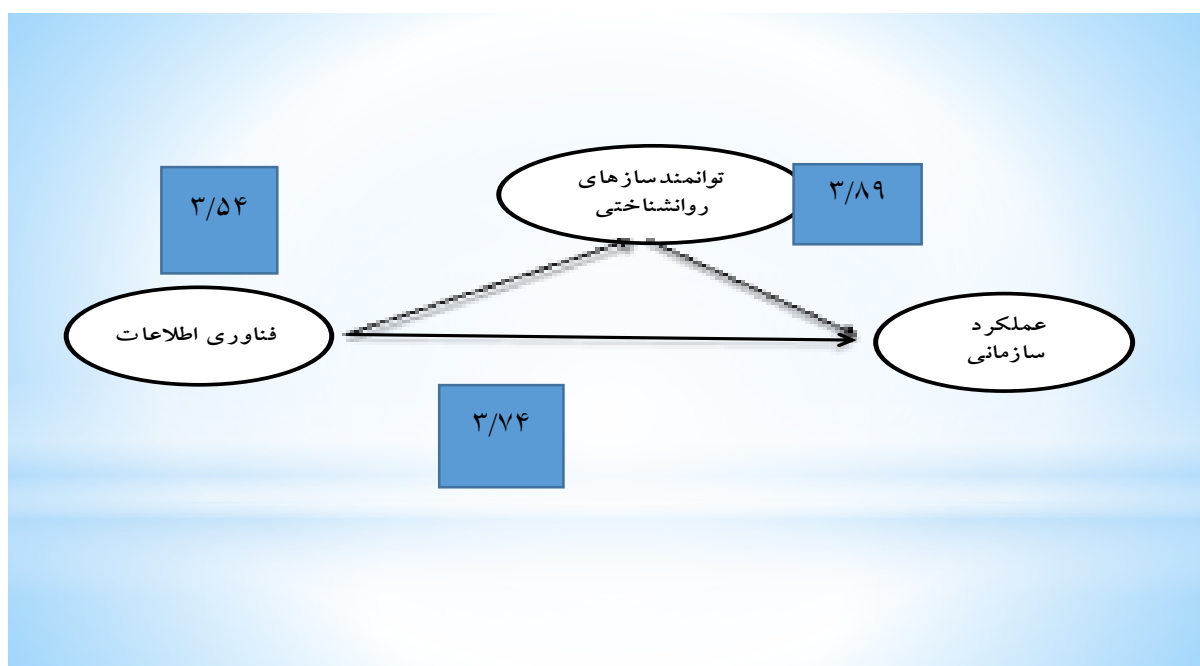 توانمندسازهای
روانشناختی
۳/۸۹
۳/۵۴
فناوری اطلاعات
عملکرد
سازمانی
۳/۷۴